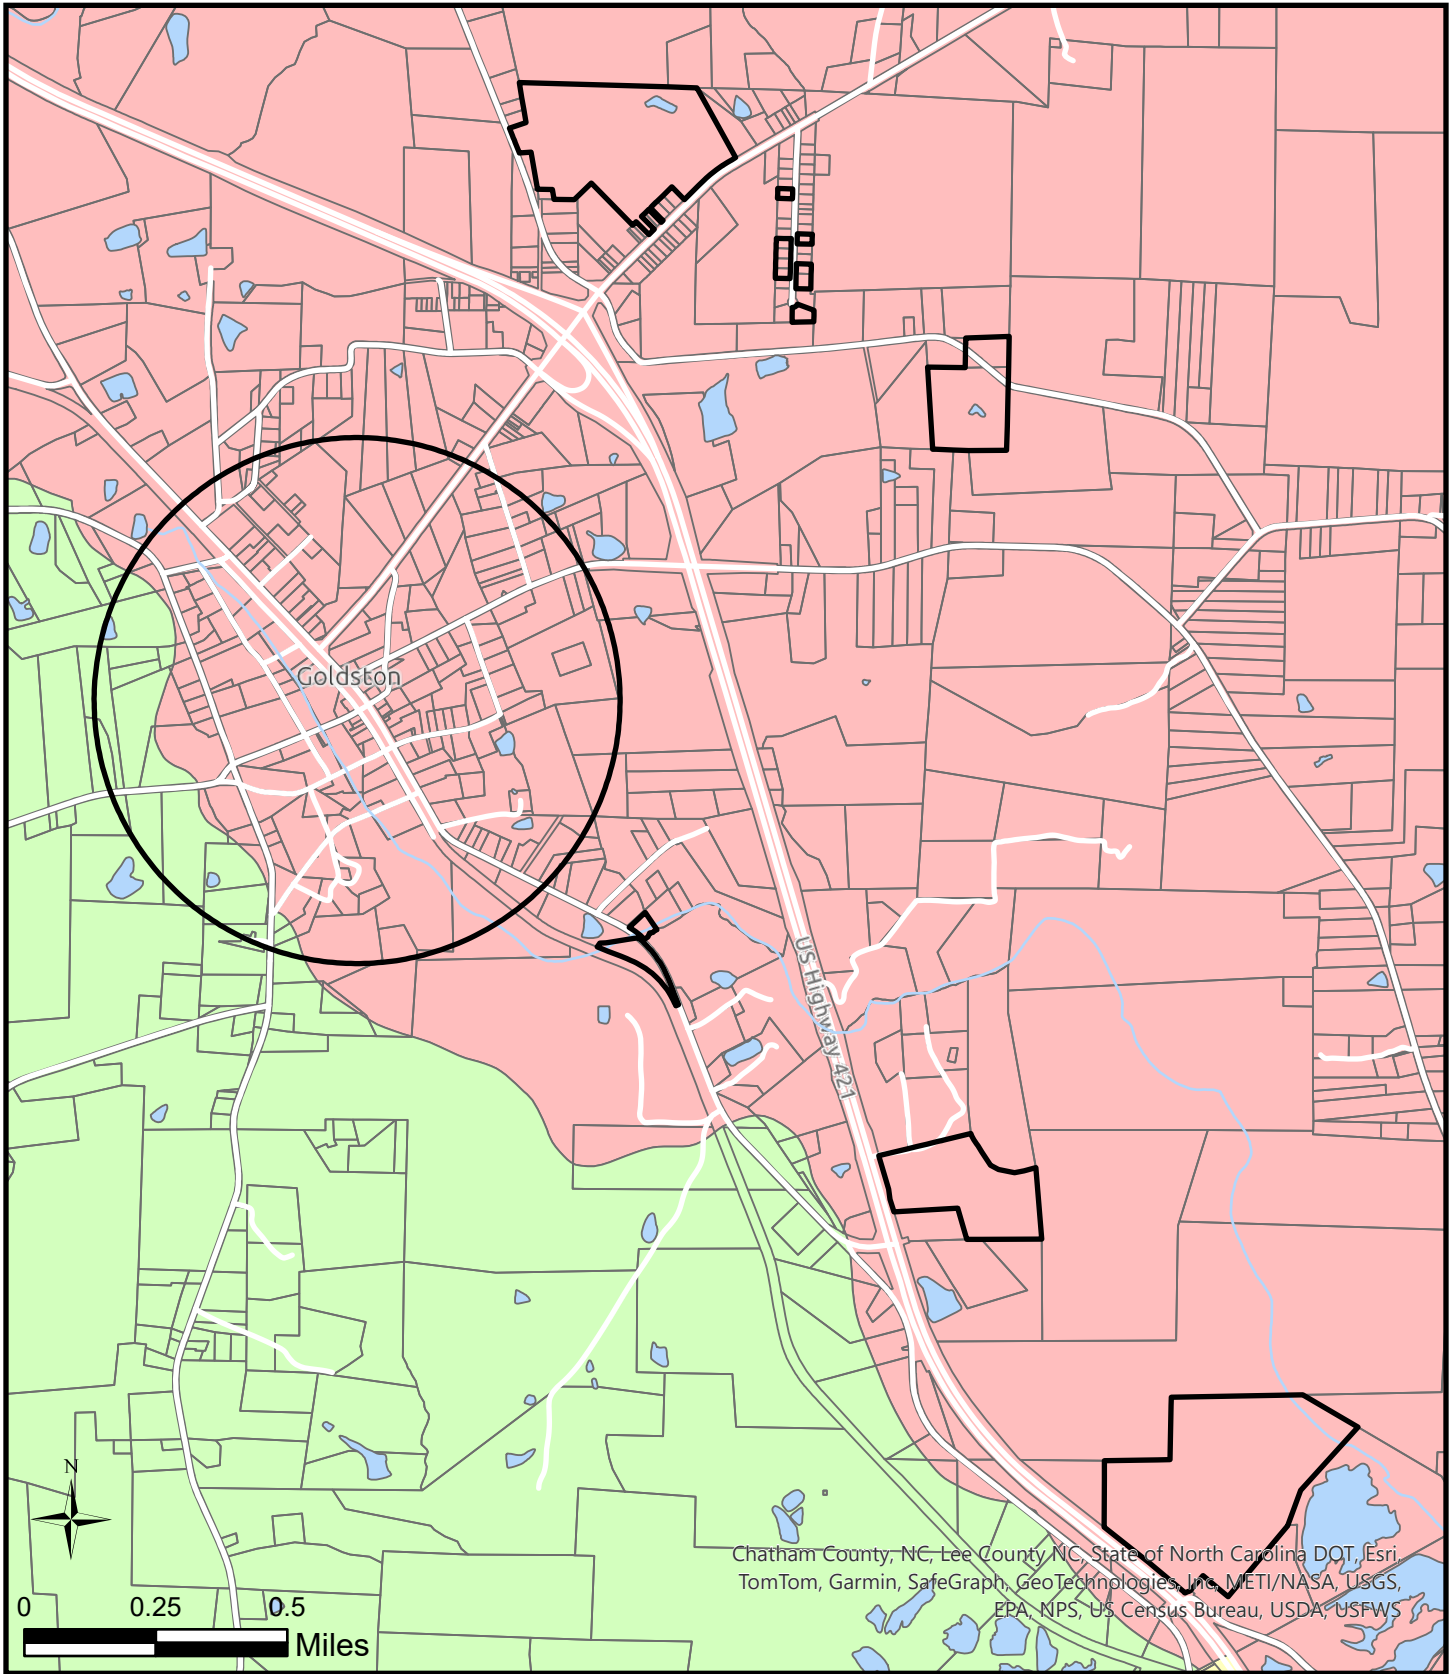 Goldston
US Highway 421
N
Chatham County, NC, Lee County NC, State of North Carolina DOT, Esri,
TomTom, Garmin, SafeGraph, GeoTechnologies, Inc, METI/NASA, USGS,
EPA, NPS, US Census Bureau, USDA, USFWS
0 0.25 0.5
Miles